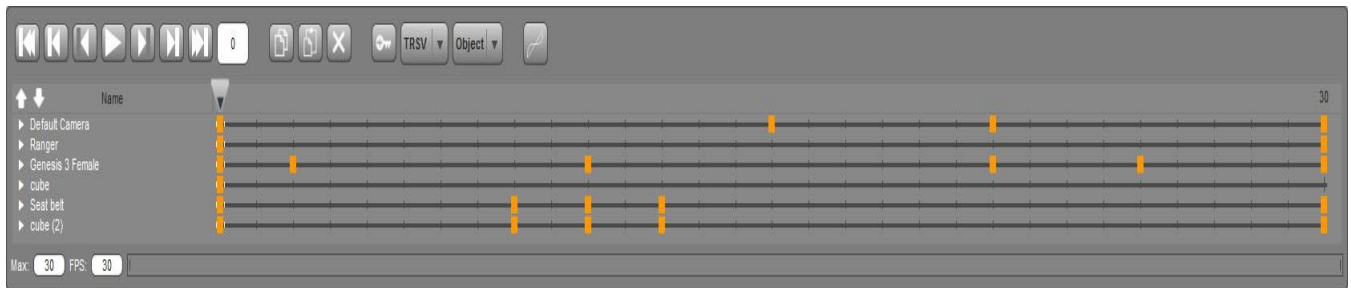 0 TRSV Object
Name 30
Default Camera
Ranger
Genesis 3 Female
cube
Seat belt
cube (2)
Max: 30 FPS: 30